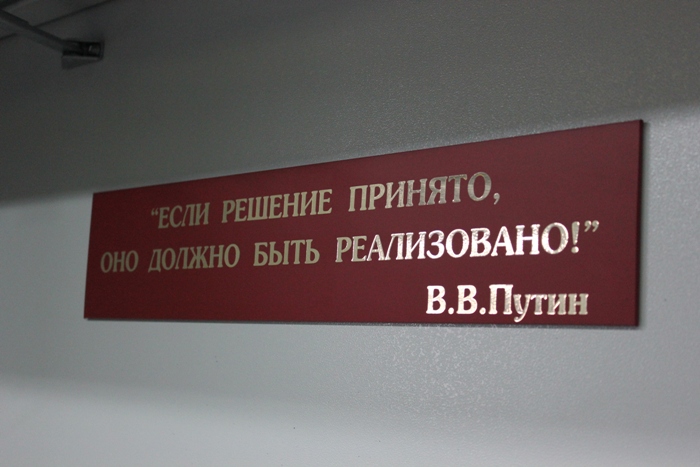 “ЕСЛИ РЕШЕНИЕ ПРИНЯТО,
ОНО ДОЛЖНО БЫТЬ РЕАЛИЗОВАНО!”
В.В.Путин